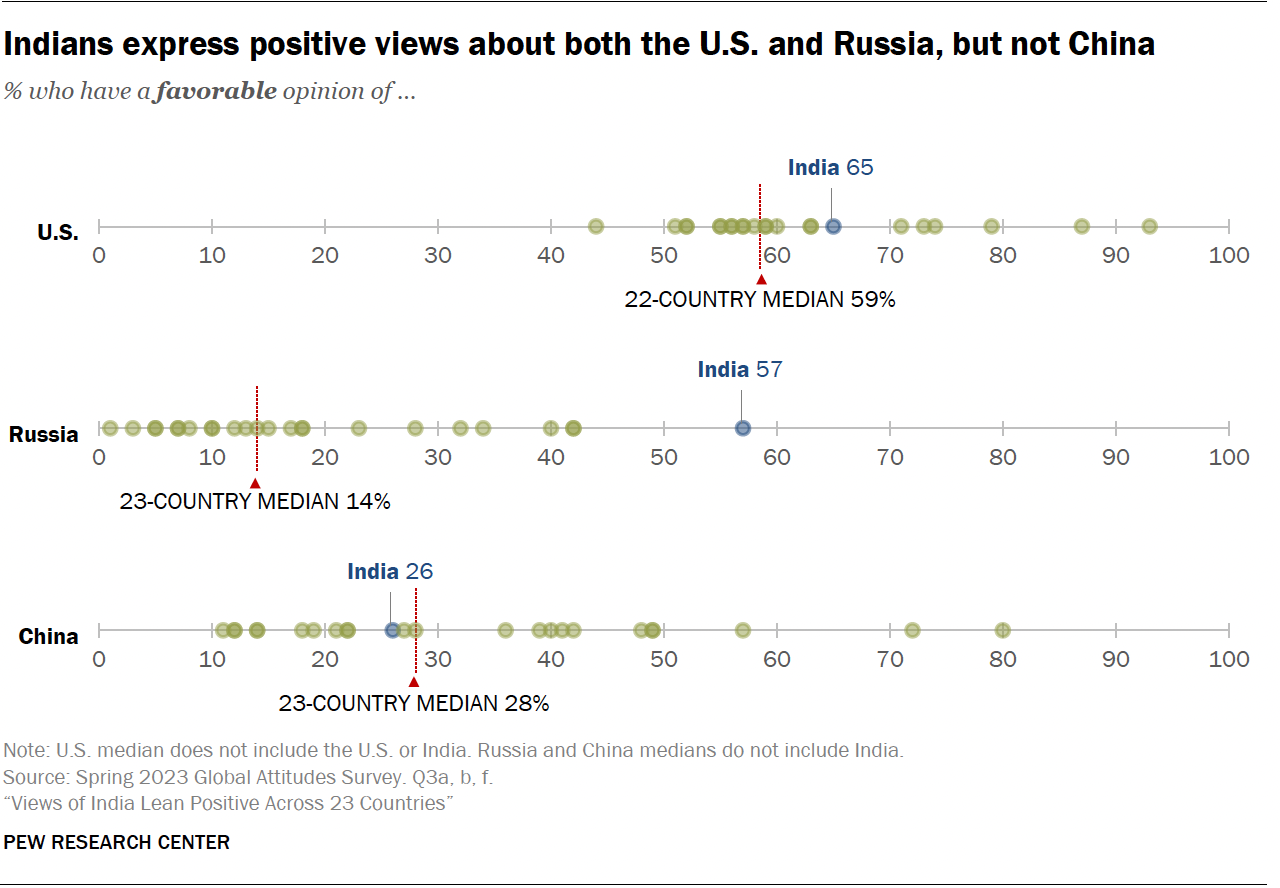 Indians express positive views about both the U.S. and Russia, but not China
% who have a favorable opinion of ...
India 65
U.S.
0 10 20 30 40 50 60 70 80 90 100
22-COUNTRY MEDIAN 59%
India 57
Russia
0 10 20 30 40 50 60 70 80 90 100
23-COUNTRY MEDIAN 14%
India 26
China
0 10 20 30 40 50 60 70 80 90 100
23-COUNTRY MEDIAN 28%
Note: U.S. median does not include the U.S. or India. Russia and China medians do not include India.
Source: Spring 2023 Global Attitudes Survey. Q3a, b, f.
“Views of India Lean Positive Across 23 Countries”
PEW RESEARCH CENTER